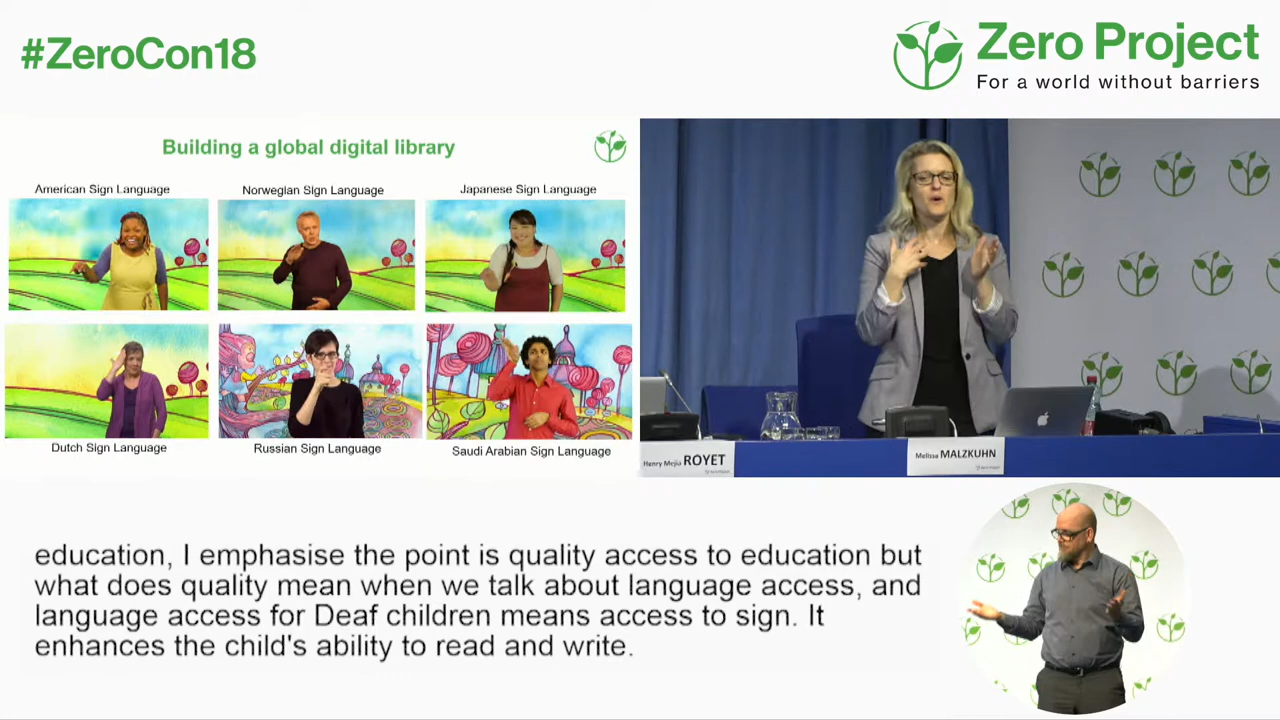 #ZeroCon18
Zero Project
For a world without barriers
Building a global digital library
American Sign Language
Norwegian Sign Language
Japanese Sign Language
Dutch Sign Language
Russian Sign Language
Saudi Arabian Sign Language
Henry Mejia ROYET
Melissa MALZKUHN
education, I emphasise the point is quality access to education but
what does quality mean when we talk about language access, and
language access for Deaf children means access to sign. It
enhances the child's ability to read and write.